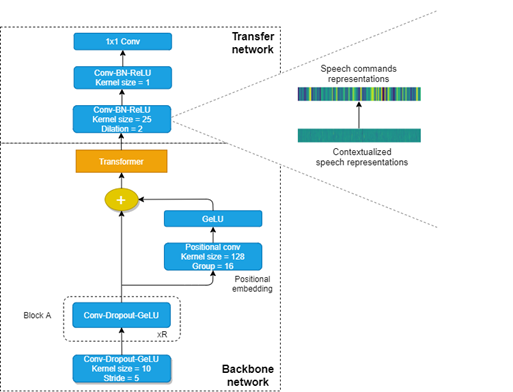 Transfer
network
1x1 Conv
Conv-BN-ReLU
Kernel size = 1
Conv-BN-ReLU
Kernel size = 25
Dilation = 2
Speech commands
representations
Contextualized
speech representations
Transformer
+
GeLU
Positional conv
Kernel size = 128
Group = 16
Positional
embedding
Block A
Conv-Dropout-GeLU
xR
Conv-Dropout-GeLU
Kernel size = 10
Stride = 5
Backbone
network